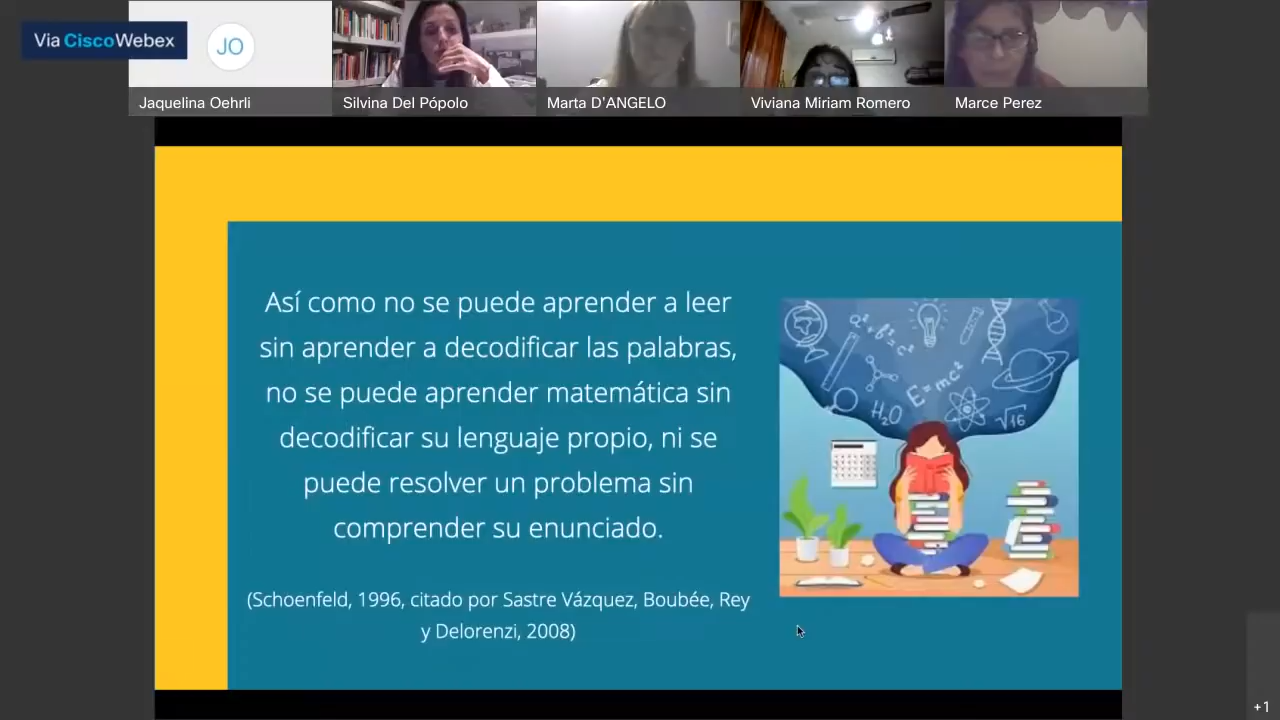 Via CiscoWebex
JO
Jaquelina Oehrli
Silvina Del Pópolo
Marta D'ANGELO
Viviana Miriam Romero
Marce Perez
Así como no se puede aprender a leer
sin aprender a decodificar las palabras,
no se puede aprender matemática sin
decodificar su lenguaje propio, ni se
puede resolver un problema sin
comprender su enunciado.
(Schoenfeld, 1996, citado por Sastre Vázquez, Boubée, Rey
y Delorenzi, 2008)
a²+b²=c²
E=mc²
H₂O
√16
+1